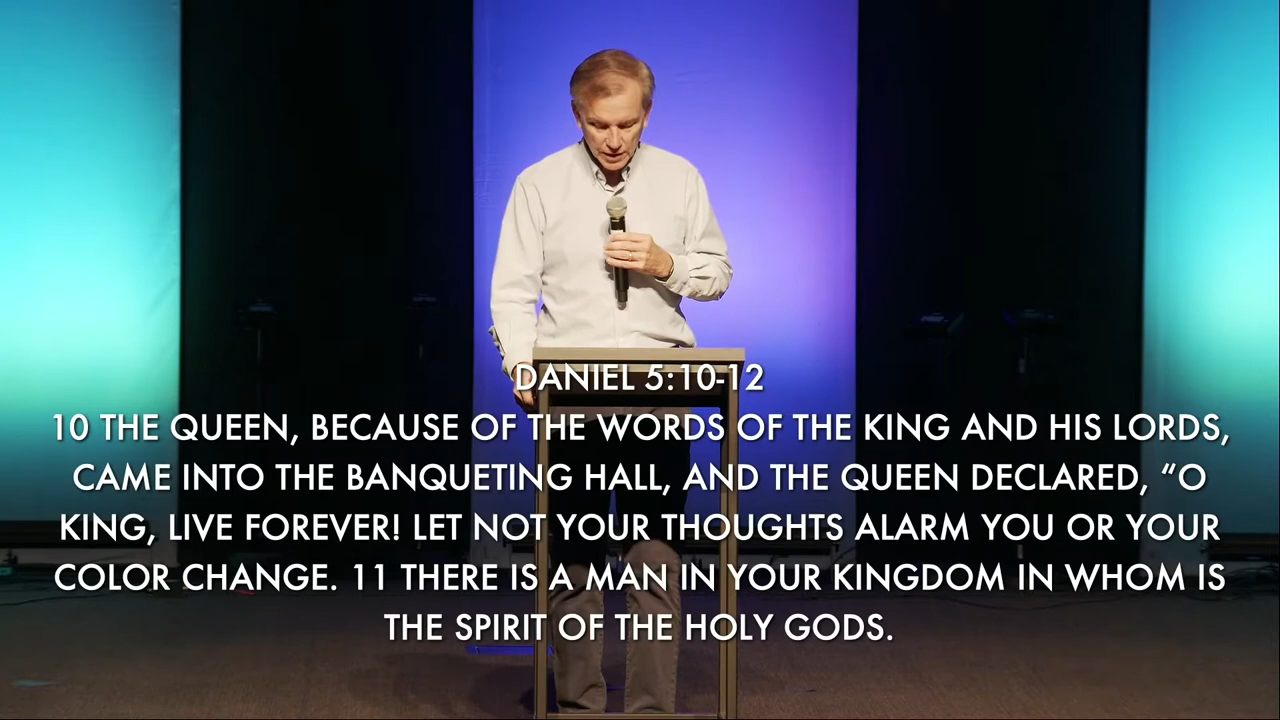 DANIEL 5:10-12
10 THE QUEEN, BECAUSE OF THE WORDS OF THE KING AND HIS LORDS,
CAME INTO THE BANQUETING HALL, AND THE QUEEN DECLARED, “O
KING, LIVE FOREVER! LET NOT YOUR THOUGHTS ALARM YOU OR YOUR
COLOR CHANGE. 11 THERE IS A MAN IN YOUR KINGDOM IN WHOM IS
THE SPIRIT OF THE HOLY GODS.